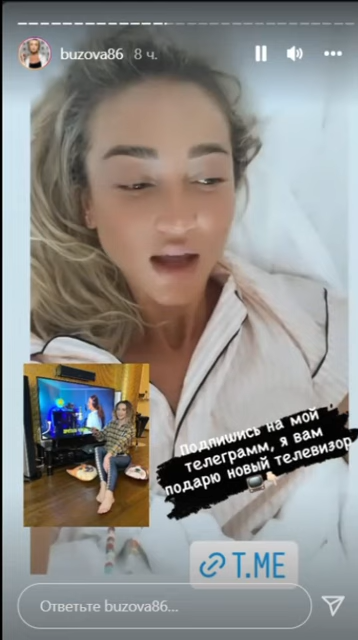 buzova86 8 ч.
Подпишись на мой
телеграмм, я вам
подарю новый телевизор
T.ME
Ответьте buzova86...